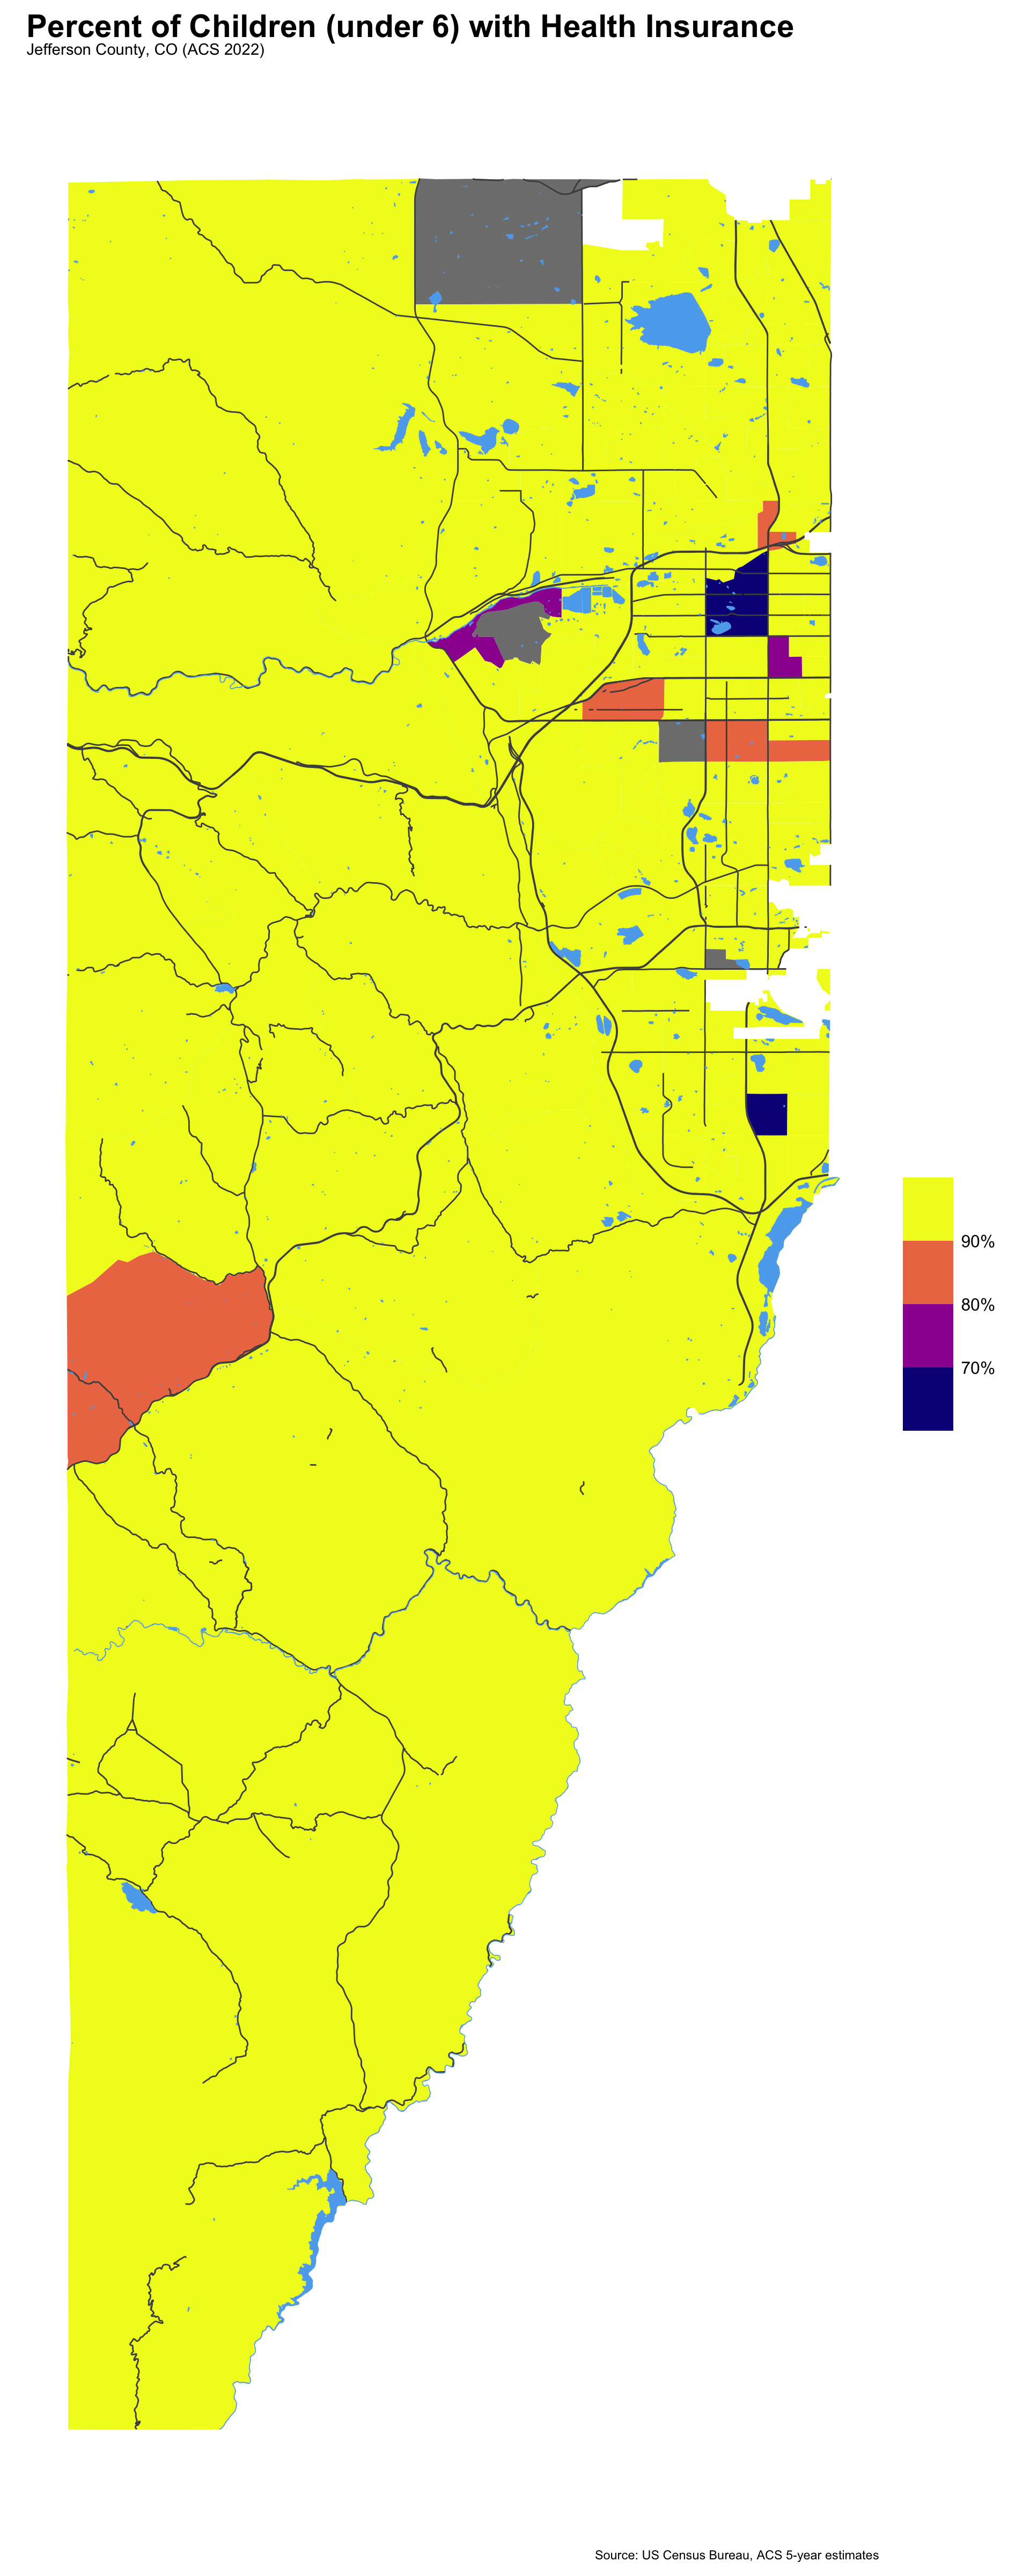 Percent of Children (under 6) with Health Insurance
Jefferson County, CO (ACS 2022)
90%
80%
70%
Source: US Census Bureau, ACS 5-year estimates